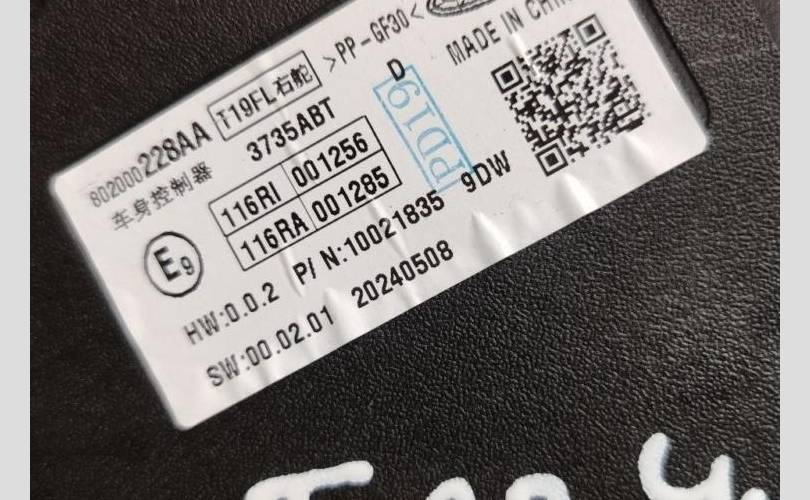 802000228AA T19FL右舵 >PP-GF30<
车身控制器 3735ABT D MADE IN CHIN
116RI 001256
116RA 001285
PD19
E9
P/N:10021835 9DW
HW:0.0.2
SW:00.02.01 20240508